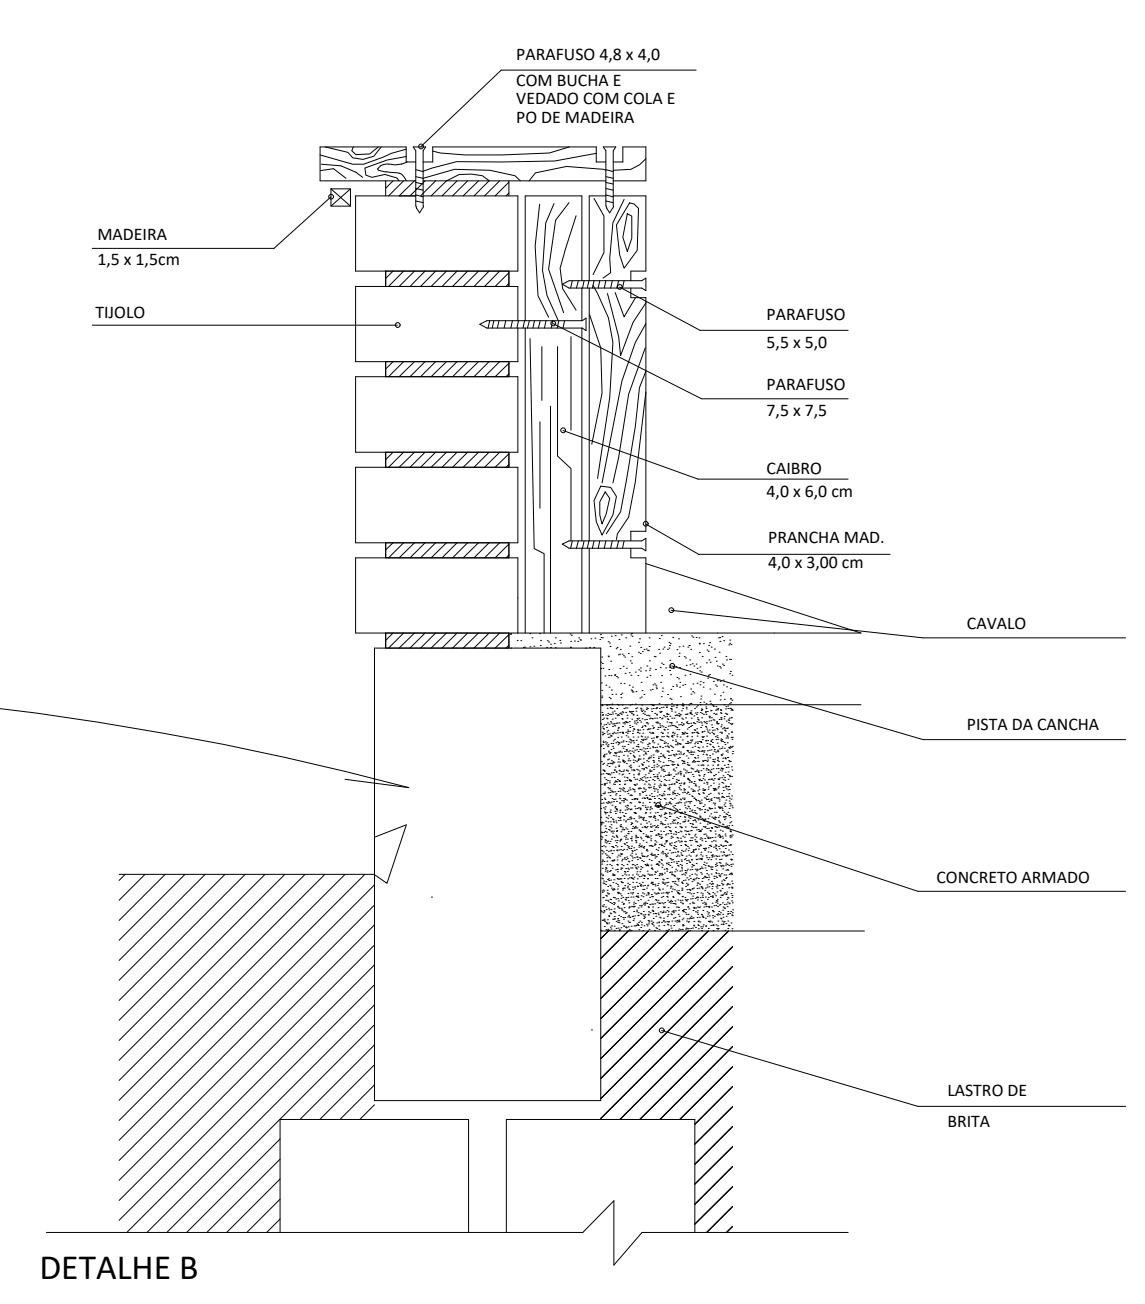 PARAFUSO 4,8 x 4,0
COM BUCHA E
VEDADO COM COLA E
PO DE MADEIRA
MADEIRA
1,5 x 1,5cm
TIJOLO
PARAFUSO
5,5 x 5,0
PARAFUSO
7,5 x 7,5
CAIBRO
4,0 x 6,0 cm
PRANCHA MAD.
4,0 x 3,00 cm
CAVALO
PISTA DA CANCHA
CONCRETO ARMADO
LASTRO DE
BRITA
DETALHE B